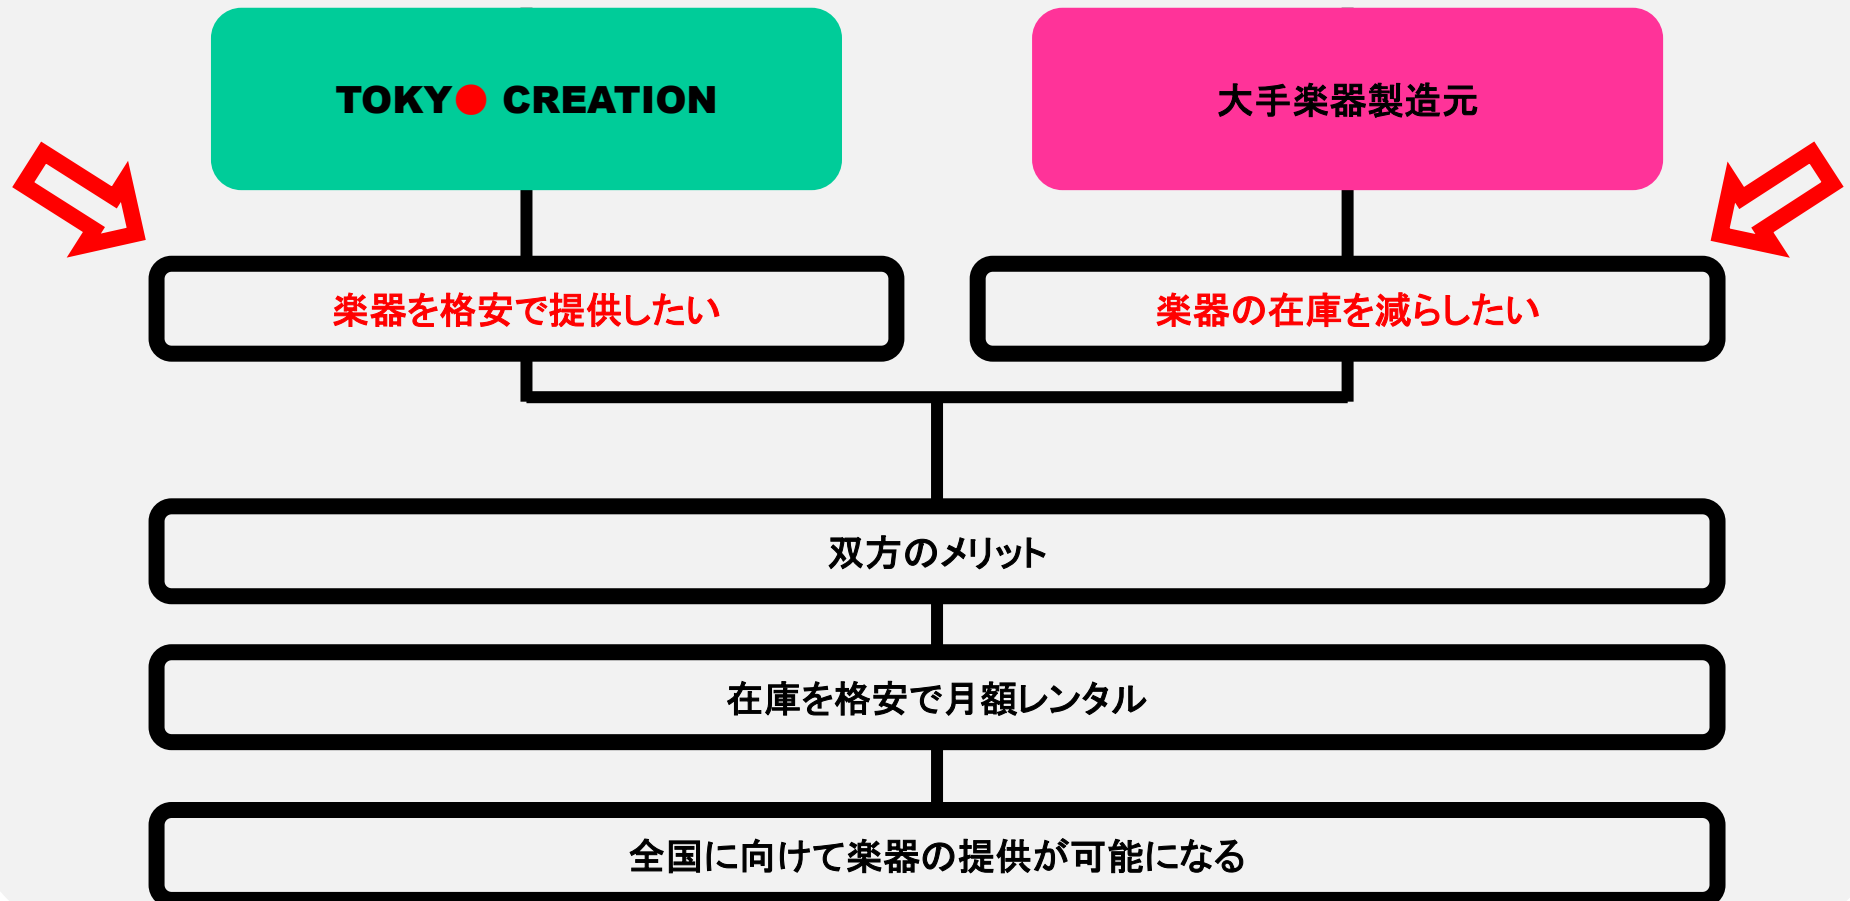 TOKY● CREATION
大手楽器製造元
楽器を格安で提供したい
楽器の在庫を減らしたい
双方のメリット
在庫を格安で月額レンタル
全国に向けて楽器の提供が可能になる